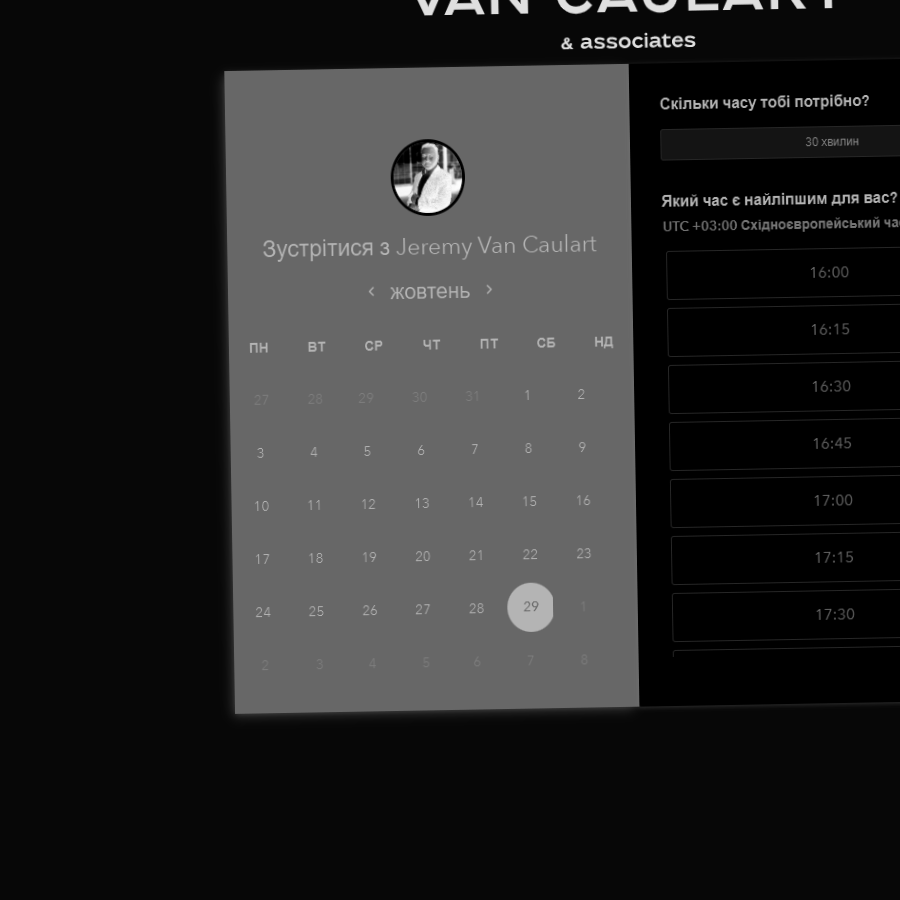 VAN CAULART
& associates
Зустрітися з Jeremy Van Caulart
‹ жовтень ›
ПН ВТ СР ЧТ ПТ СБ НД
27 28 29 30 31 1 2
3 4 5 6 7 8 9
10 11 12 13 14 15 16
17 18 19 20 21 22 23
24 25 26 27 28 29 1
2 3 4 5 6 7 8
Скільки часу тобі потрібно?
30 хвилин
Який час є найліпшим для вас?
UTC +03:00 Східноєвропейський
16:00
16:15
16:30
16:45
17:00
17:15
17:30